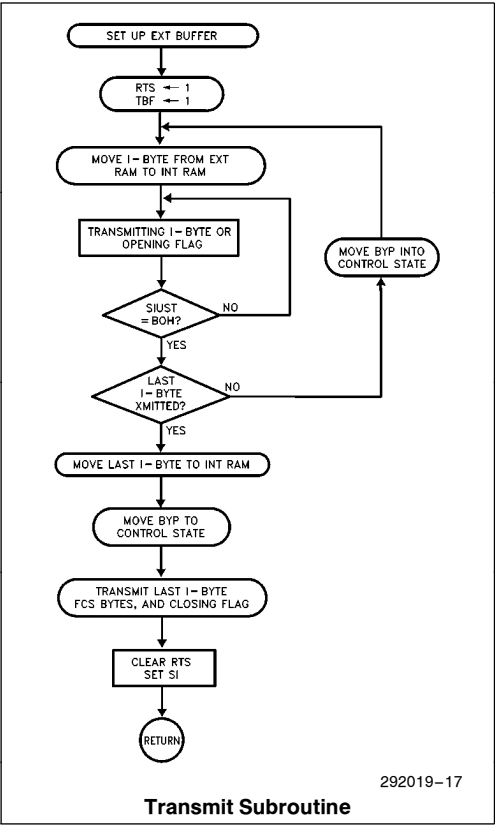 SET UP EXT BUFFER
RTS ← 1
TBF ← 1
MOVE I-BYTE FROM EXT
RAM TO INT RAM
TRANSMITTING I-BYTE OR
OPENING FLAG
MOVE BYP INTO
CONTROL STATE
SIUST
=BOH?
NO
YES
LAST
I-BYTE
XMITTED?
NO
YES
MOVE LAST I-BYTE TO INT RAM
MOVE BYP TO
CONTROL STATE
TRANSMIT LAST I-BYTE
FCS BYTES, AND CLOSING FLAG
CLEAR RTS
SET SI
RETURN
292019-17
Transmit Subroutine